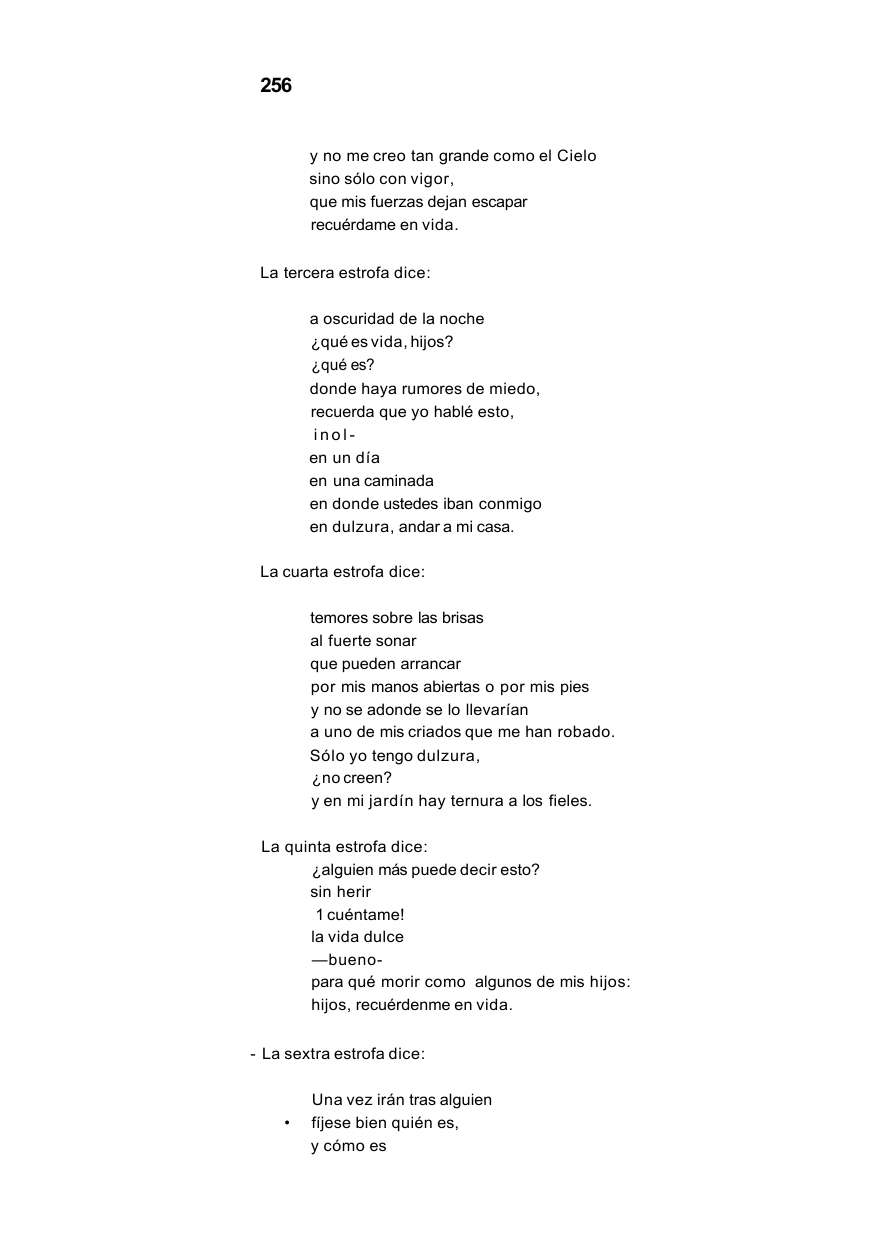 256
y no me creo tan grande como el Cielo
sino sólo con vigor,
que mis fuerzas dejan escapar
recuérdame en vida.
La tercera estrofa dice:
a oscuridad de la noche
¿qué es vida, hijos?
¿qué es?
donde haya rumores de miedo,
recuerda que yo hablé esto,
inol-
en un día
en una caminada
en donde ustedes iban conmigo
en dulzura, andar a mi casa.
La cuarta estrofa dice:
temores sobre las brisas
al fuerte sonar
que pueden arrancar
por mis manos abiertas o por mis pies
y no se adonde se lo llevarían
a uno de mis criados que me han robado.
Sólo yo tengo dulzura,
¿no creen?
y en mi jardín hay ternura a los fieles.
La quinta estrofa dice:
¿alguien más puede decir esto?
sin herir
1 cuéntame!
la vida dulce
—bueno-
para qué morir como algunos de mis hijos:
hijos, recuérdenme en vida.
- La sextra estrofa dice:
Una vez irán tras alguien
• fíjese bien quién es,
y cómo es